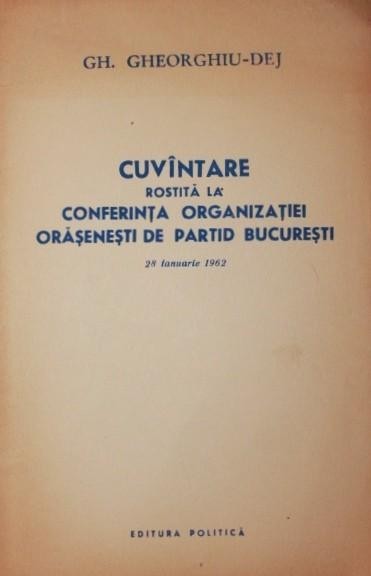 GH. GHEORGHIU-DEJ
CUVÎNTARE
ROSTITĂ LA
CONFERINȚA ORGANIZAȚIEI
ORĂȘENEȘTI DE PARTID BUCUREȘTI
28 ianuarie 1962
EDITURA POLITICĂ